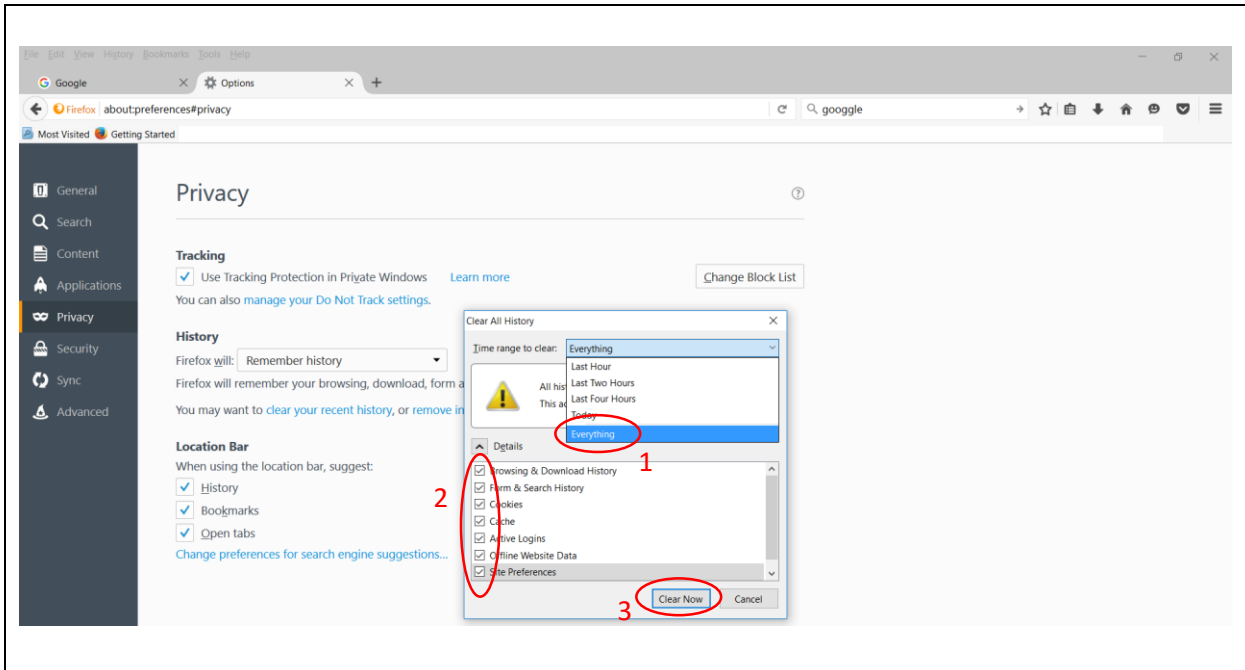 File Edit View History Bookmarks Tools Help
Google Options
Firefox about:preferences#privacy googgle
Most Visited Getting Started
General
Search
Content
Applications
Privacy
Security
Sync
Advanced
Privacy
Tracking
Use Tracking Protection in Private Windows Learn more Change Block List
You can also manage your Do Not Track settings.
History
Firefox will: Remember history
Firefox will remember your browsing, download, form a
You may want to clear your recent history, or remove in
Location Bar
When using the location bar, suggest:
History
Bookmarks
Open tabs
Change preferences for search engine suggestions...
Clear All History
Time range to clear: Everything
Last Hour
Last Two Hours
Last Four Hours
Today
Everything
All his
This ac
1
Details
2
Browsing & Download History
Form & Search History
Cookies
Cache
Active Logins
Offline Website Data
Site Preferences
3
Clear Now Cancel